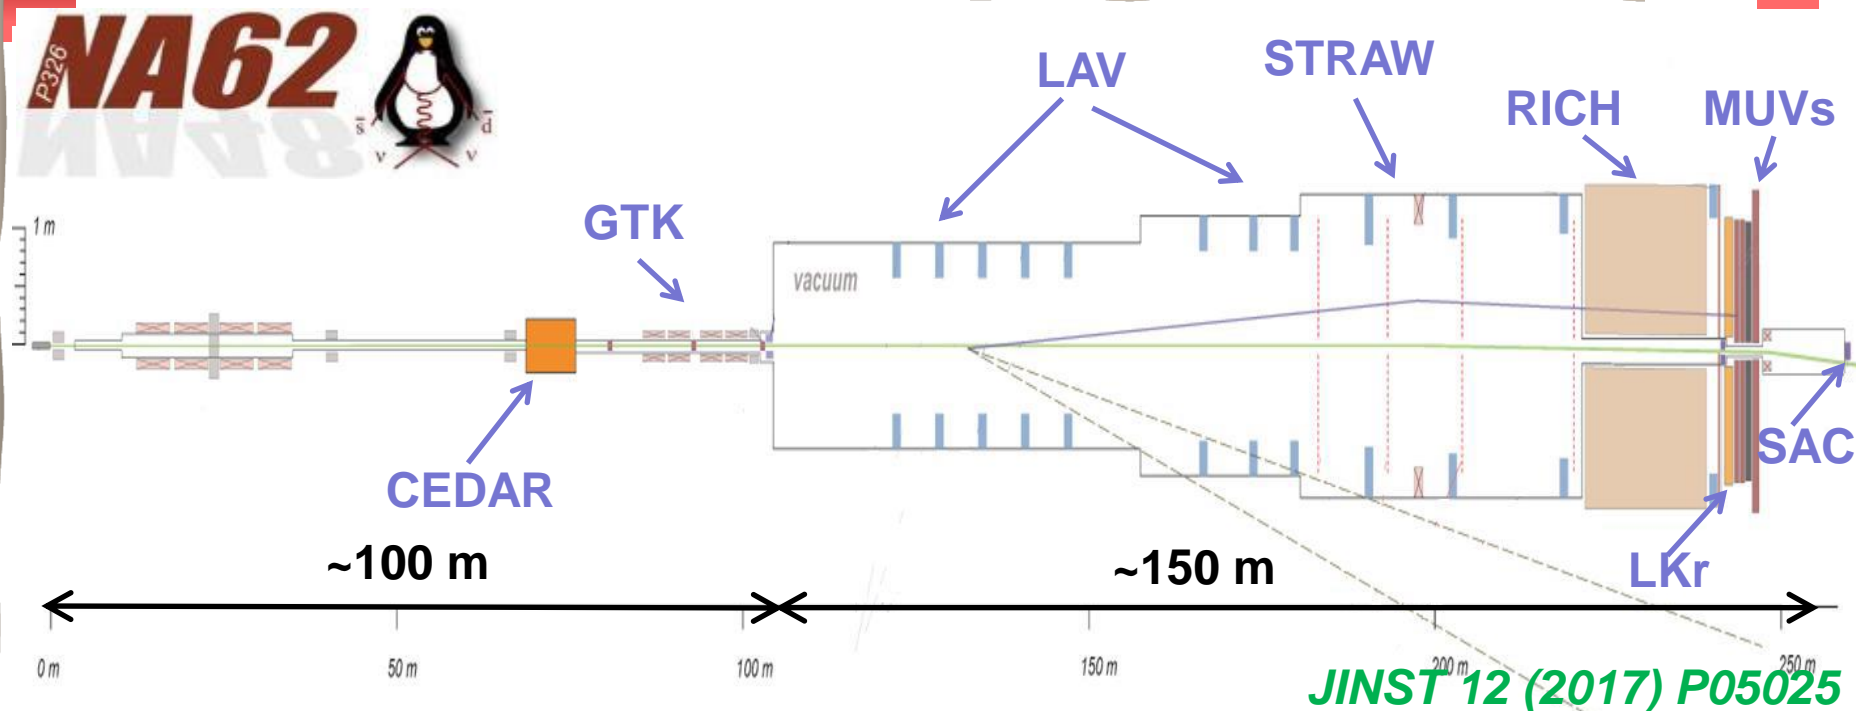 P326
NA62
NA48
s̄ d̄
ν ν
LAV
STRAW
RICH
MUVs
GTK
1 m
vacuum
CEDAR
SAC
LKr
~100 m
~150 m
0 m
50 m
100 m
150 m
200 m
250 m
JINST 12 (2017) P05025